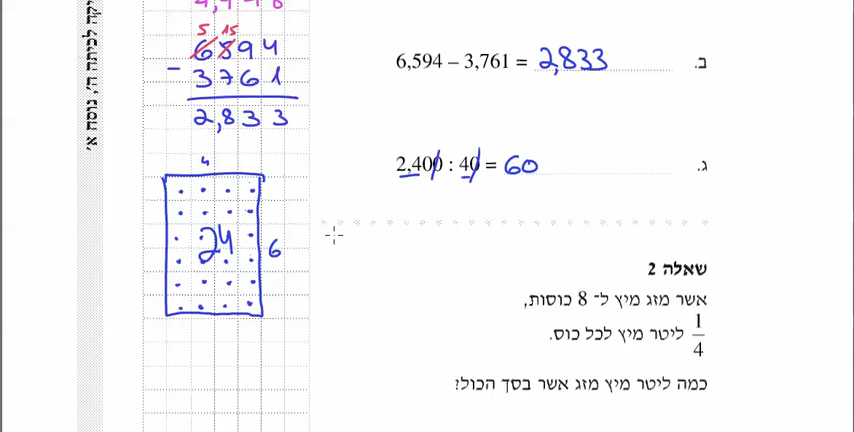 ב. 6,594 – 3,761 = 2,833
5 15
6594
– 3761
2,833
ג. 2,400 : 40 = 60
4
24
6
שאלה 2
אשר מזג מיץ ל־ 8 כוסות,
1/4 ליטר מיץ לכל כוס.
כמה ליטר מיץ מזג אשר בסך הכול?